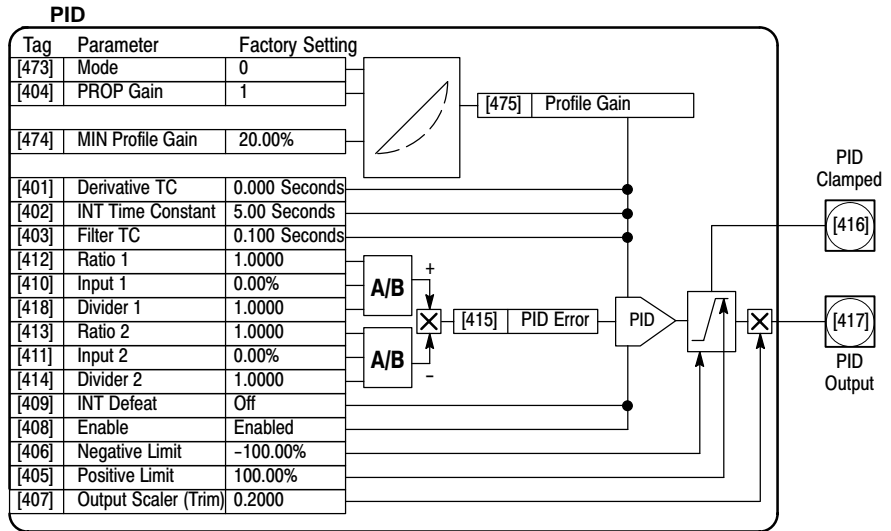 PID
Tag Parameter Factory Setting
[473] Mode 0
[404] PROP Gain 1
[475] Profile Gain
[474] MIN Profile Gain 20.00%
PID
Clamped
[401] Derivative TC 0.000 Seconds
[402] INT Time Constant 5.00 Seconds
[416]
[403] Filter TC 0.100 Seconds
[412] Ratio 1 1.0000
+
[410] Input 1 0.00%
A/B
[418] Divider 1 1.0000
[415] PID Error
PID
[417]
[413] Ratio 2 1.0000
[411] Input 2 0.00%
A/B
–
PID
Output
[414] Divider 2 1.0000
[409] INT Defeat Off
[408] Enable Enabled
[406] Negative Limit –100.00%
[405] Positive Limit 100.00%
[407] Output Scaler (Trim) 0.2000